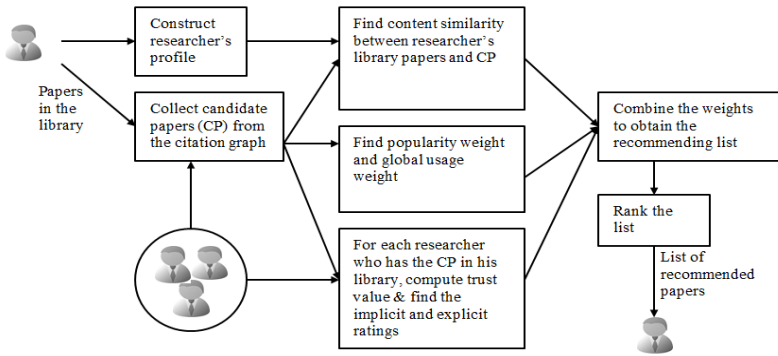 Construct
researcher's
profile
Find content similarity
between researcher's
library papers and CP
Papers
in the
library
Collect candidate
papers (CP) from
the citation graph
Combine the weights
to obtain the
recommending list
Find popularity weight
and global usage
weight
Rank the
list
For each researcher
who has the CP in his
library, compute trust
value & find the
implicit and explicit
ratings
List of
recommended
papers